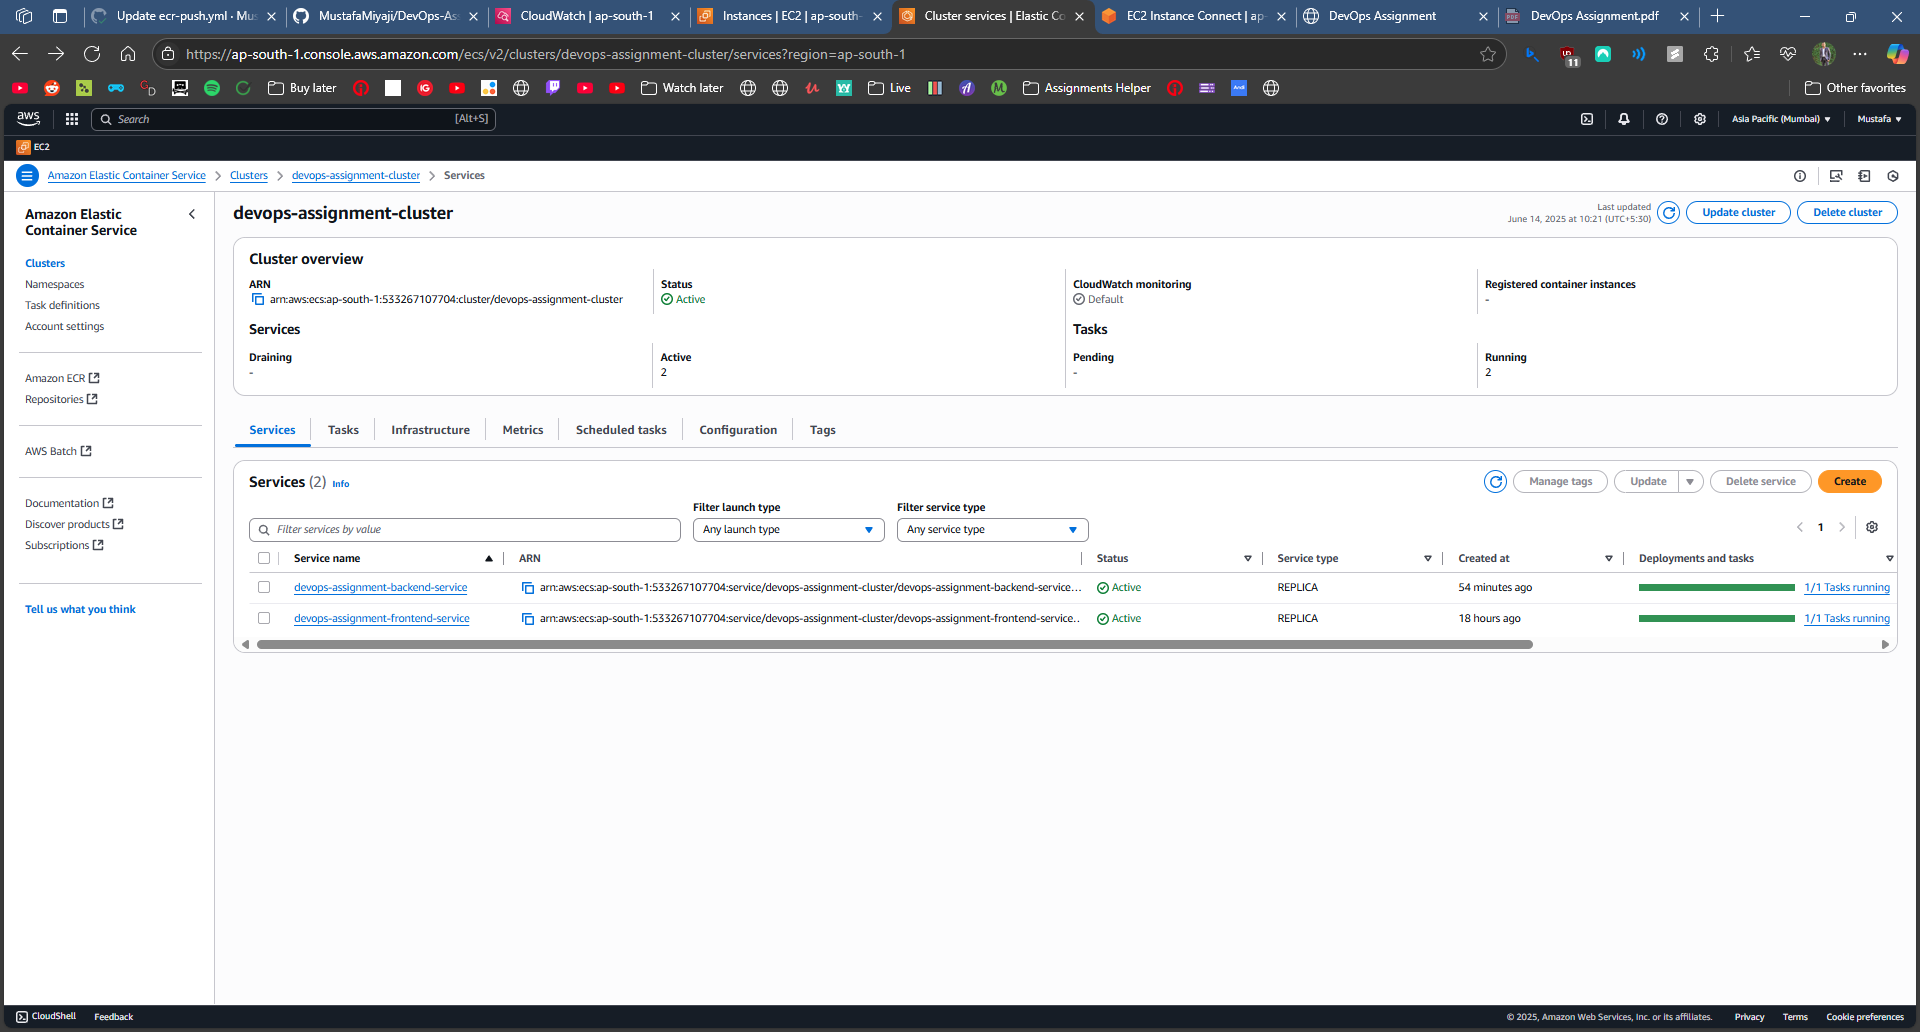 Update ecr-push.yml · Mus
MustafaMiyaji/DevOps-As
CloudWatch | ap-south-1
Instances | EC2 | ap-south-
Cluster services | Elastic Co
EC2 Instance Connect | ap-
DevOps Assignment
DevOps Assignment.pdf
https://ap-south-1.console.aws.amazon.com/ecs/v2/clusters/devops-assignment-cluster/services?region=ap-south-1
11
Buy later
Watch later
Live
Assignments Helper
Other favorites
aws
Search
[Alt+S]
Asia Pacific (Mumbai)
Mustafa
EC2
Amazon Elastic Container Service
Clusters
devops-assignment-cluster
Services
Amazon Elastic
Container Service
Clusters
Namespaces
Task definitions
Account settings
Amazon ECR
Repositories
AWS Batch
Documentation
Discover products
Subscriptions
Tell us what you think
devops-assignment-cluster
Last updated
June 14, 2025 at 10:21 (UTC+5:30)
Update cluster
Delete cluster
Cluster overview
ARN
arn:aws:ecs:ap-south-1:533267107704:cluster/devops-assignment-cluster
Status
Active
CloudWatch monitoring
Default
Registered container instances
-
Services
Tasks
Draining
-
Active
2
Pending
-
Running
2
Services
Tasks
Infrastructure
Metrics
Scheduled tasks
Configuration
Tags
Services (2) Info
Manage tags
Update
Delete service
Create
Filter services by value
Filter launch type
Any launch type
Filter service type
Any service type
1
Service name
ARN
Status
Service type
Created at
Deployments and tasks
devops-assignment-backend-service
arn:aws:ecs:ap-south-1:533267107704:service/devops-assignment-cluster/devops-assignment-backend-service...
Active
REPLICA
54 minutes ago
1/1 Tasks running
devops-assignment-frontend-service
arn:aws:ecs:ap-south-1:533267107704:service/devops-assignment-cluster/devops-assignment-frontend-service..
Active
REPLICA
18 hours ago
1/1 Tasks running
CloudShell
Feedback
© 2025, Amazon Web Services, Inc. or its affiliates.
Privacy
Terms
Cookie preferences